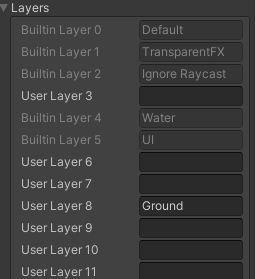 Layers
Builtin Layer 0 Default
Builtin Layer 1 TransparentFX
Builtin Layer 2 Ignore Raycast
User Layer 3
Builtin Layer 4 Water
Builtin Layer 5 UI
User Layer 6
User Layer 7
User Layer 8 Ground
User Layer 9
User Layer 10
User Layer 11